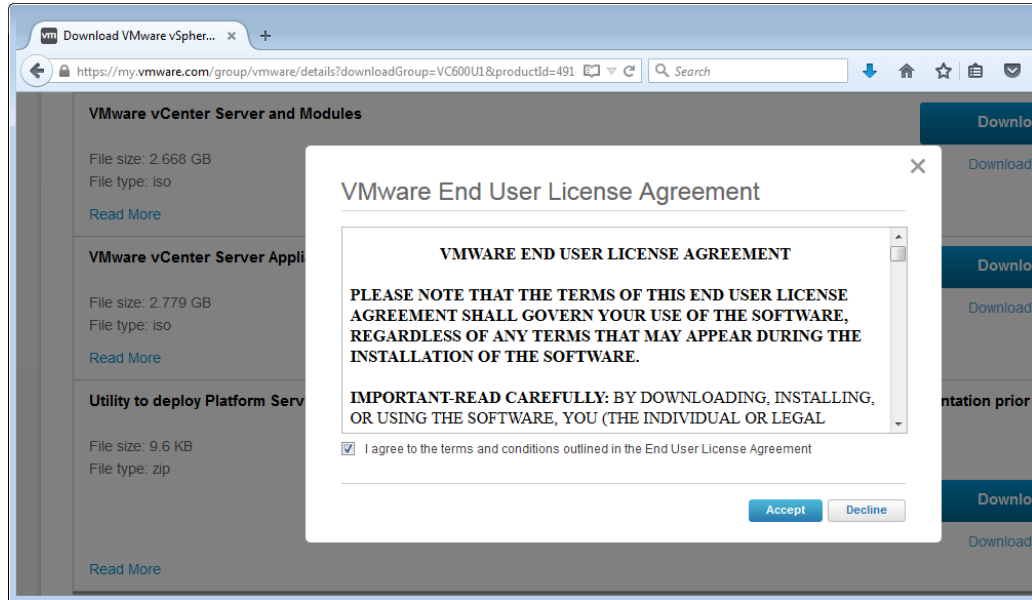 vm Download VMware vSpher... × +
https://my.vmware.com/group/vmware/details?downloadGroup=VC600U1&productId=491 Search
VMware vCenter Server and Modules
Downlo
File size: 2.668 GB
Download
File type: iso
Read More
VMware End User License Agreement
VMWARE END USER LICENSE AGREEMENT
PLEASE NOTE THAT THE TERMS OF THIS END USER LICENSE
AGREEMENT SHALL GOVERN YOUR USE OF THE SOFTWARE,
REGARDLESS OF ANY TERMS THAT MAY APPEAR DURING THE
INSTALLATION OF THE SOFTWARE.
IMPORTANT-READ CAREFULLY: BY DOWNLOADING, INSTALLING,
OR USING THE SOFTWARE, YOU (THE INDIVIDUAL OR LEGAL
I agree to the terms and conditions outlined in the End User License Agreement
Accept Decline
VMware vCenter Server Appli
Downlo
File size: 2.779 GB
Download
File type: iso
Read More
Utility to deploy Platform Serv
ntation prior
File size: 9.6 KB
File type: zip
Downlo
Download
Read More